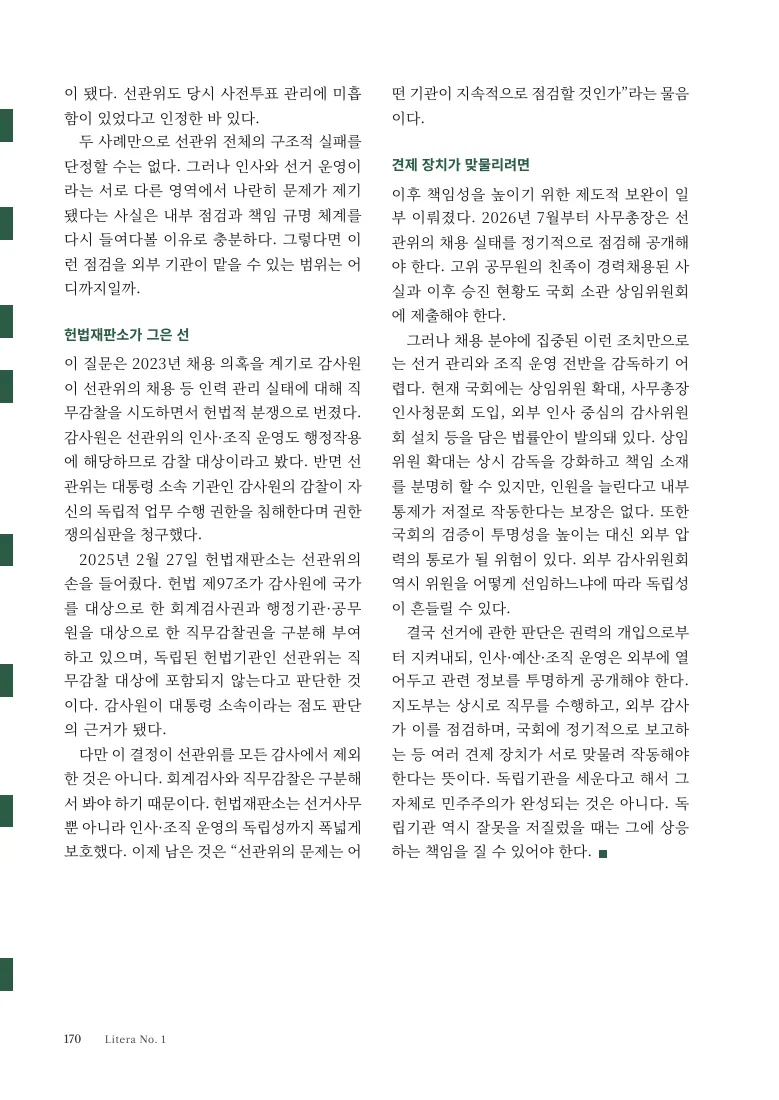 이 됐다. 선관위도 당시 사전투표 관리에 미흡
함이 있었다고 인정한 바 있다.
두 사례만으로 선관위 전체의 구조적 실패를
단정할 수는 없다. 그러나 인사와 선거 운영이
라는 서로 다른 영역에서 나란히 문제가 제기
됐다는 사실은 내부 점검과 책임 규명 체계를
다시 들여다볼 이유로 충분하다. 그렇다면 이
런 점검을 외부 기관이 맡을 수 있는 범위는 어
디까지일까.
헌법재판소가 그은 선
이 질문은 2023년 채용 의혹을 계기로 감사원
이 선관위의 채용 등 인력 관리 실태에 대해 직
무감찰을 시도하면서 헌법적 분쟁으로 번졌다.
감사원은 선관위의 인사·조직 운영도 행정작용
에 해당하므로 감찰 대상이라고 봤다. 반면 선
관위는 대통령 소속 기관인 감사원의 감찰이 자
신의 독립적 업무 수행 권한을 침해한다며 권한
쟁의심판을 청구했다.
2025년 2월 27일 헌법재판소는 선관위의
손을 들어줬다. 헌법 제97조가 감사원에 국가
를 대상으로 한 회계검사권과 행정기관·공무
원을 대상으로 한 직무감찰권을 구분해 부여
하고 있으며, 독립된 헌법기관인 선관위는 직
무감찰 대상에 포함되지 않는다고 판단한 것
이다. 감사원이 대통령 소속이라는 점도 판단
의 근거가 됐다.
다만 이 결정이 선관위를 모든 감사에서 제외
한 것은 아니다. 회계검사와 직무감찰은 구분해
서 봐야 하기 때문이다. 헌법재판소는 선거사무
뿐 아니라 인사·조직 운영의 독립성까지 폭넓게
보호했다. 이제 남은 것은 “선관위의 문제는 어
떤 기관이 지속적으로 점검할 것인가”라는 물음
이다.
견제 장치가 맞물리려면
이후 책임성을 높이기 위한 제도적 보완이 일
부 이뤄졌다. 2026년 7월부터 사무총장은 선
관위의 채용 실태를 정기적으로 점검해 공개해
야 한다. 고위 공무원의 친족이 경력채용된 사
실과 이후 승진 현황도 국회 소관 상임위원회
에 제출해야 한다.
그러나 채용 분야에 집중된 이런 조치만으로
는 선거 관리와 조직 운영 전반을 감독하기 어
렵다. 현재 국회에는 상임위원 확대, 사무총장
인사청문회 도입, 외부 인사 중심의 감사위원
회 설치 등을 담은 법률안이 발의돼 있다. 상임
위원 확대는 상시 감독을 강화하고 책임 소재
를 분명히 할 수 있지만, 인원을 늘린다고 내부
통제가 저절로 작동한다는 보장은 없다. 또한
국회의 검증이 투명성을 높이는 대신 외부 압
력의 통로가 될 위험이 있다. 외부 감사위원회
역시 위원을 어떻게 선임하느냐에 따라 독립성
이 흔들릴 수 있다.
결국 선거에 관한 판단은 권력의 개입으로부
터 지켜내되, 인사·예산·조직 운영은 외부에 열
어두고 관련 정보를 투명하게 공개해야 한다.
지도부는 상시로 직무를 수행하고, 외부 감사
가 이를 점검하며, 국회에 정기적으로 보고하
는 등 여러 견제 장치가 서로 맞물려 작동해야
한다는 뜻이다. 독립기관을 세운다고 해서 그
자체로 민주주의가 완성되는 것은 아니다. 독
립기관 역시 잘못을 저질렀을 때는 그에 상응
하는 책임을 질 수 있어야 한다. ■
170 Litera No. 1